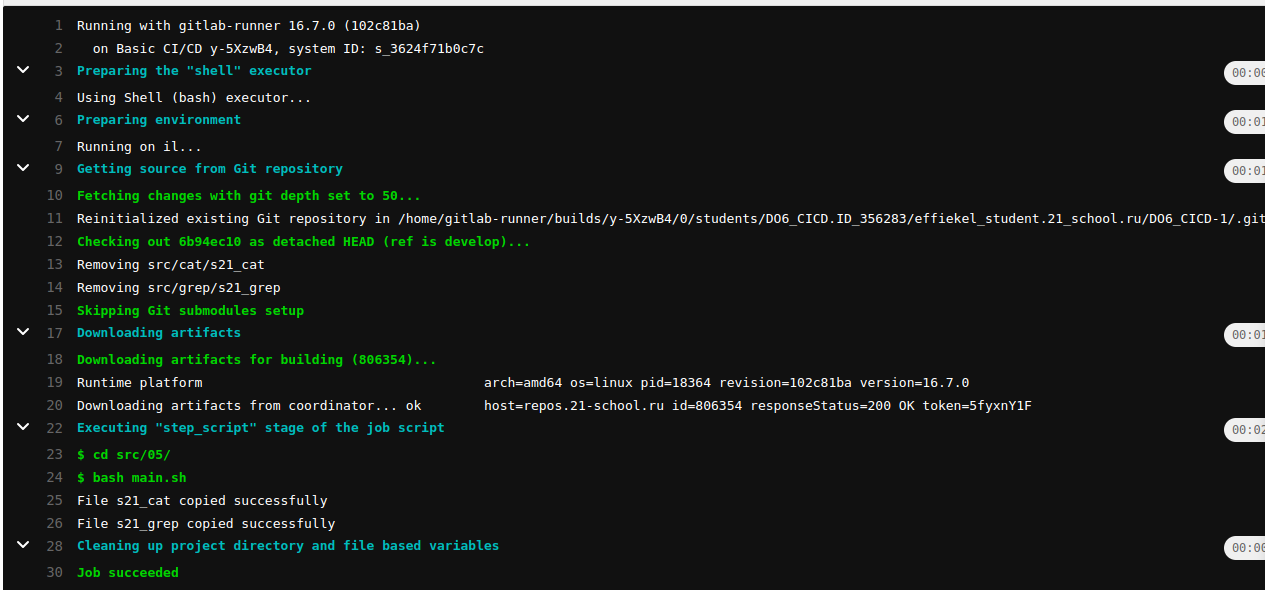 1 Running with gitlab-runner 16.7.0 (102c81ba)
2 on Basic CI/CD y-5XzwB4, system ID: s_3624f71b0c7c
3 Preparing the "shell" executor 00:00
4 Using Shell (bash) executor...
6 Preparing environment 00:01
7 Running on il...
9 Getting source from Git repository 00:01
10 Fetching changes with git depth set to 50...
11 Reinitialized existing Git repository in /home/gitlab-runner/builds/y-5XzwB4/0/students/DO6_CICD.ID_356283/effiekel_student.21_school.ru/DO6_CICD-1/.git
12 Checking out 6b94ec10 as detached HEAD (ref is develop)...
13 Removing src/cat/s21_cat
14 Removing src/grep/s21_grep
15 Skipping Git submodules setup
17 Downloading artifacts 00:01
18 Downloading artifacts for building (806354)...
19 Runtime platform arch=amd64 os=linux pid=18364 revision=102c81ba version=16.7.0
20 Downloading artifacts from coordinator... ok host=repos.21-school.ru id=806354 responseStatus=200 OK token=5fyxnY1F
22 Executing "step_script" stage of the job script 00:02
23 $ cd src/05/
24 $ bash main.sh
25 File s21_cat copied successfully
26 File s21_grep copied successfully
28 Cleaning up project directory and file based variables 00:00
30 Job succeeded